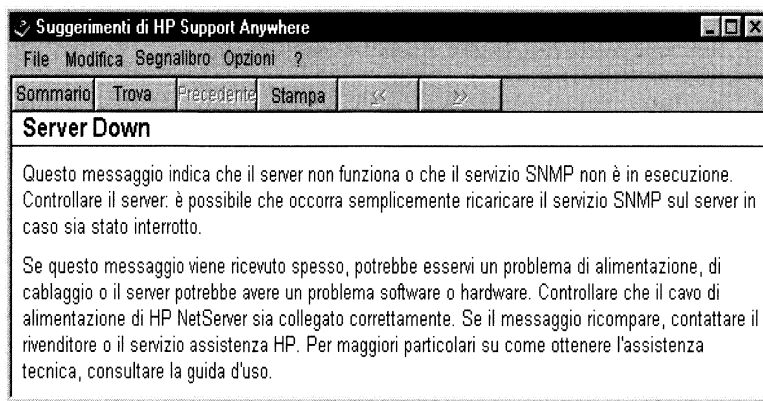 Suggerimenti di HP Support Anywhere
File Modifica Segnalibro Opzioni ?
Sommario Trova Precedente Stampa << >>
Server Down
Questo messaggio indica che il server non funziona o che il servizio SNMP non è in esecuzione.
Controllare il server: è possibile che occorra semplicemente ricaricare il servizio SNMP sul server in
caso sia stato interrotto.
Se questo messaggio viene ricevuto spesso, potrebbe esservi un problema di alimentazione, di
cablaggio o il server potrebbe avere un problema software o hardware. Controllare che il cavo di
alimentazione di HP NetServer sia collegato correttamente. Se il messaggio ricompare, contattare il
rivenditore o il servizio assistenza HP. Per maggiori particolari su come ottenere l'assistenza
tecnica, consultare la guida d'uso.